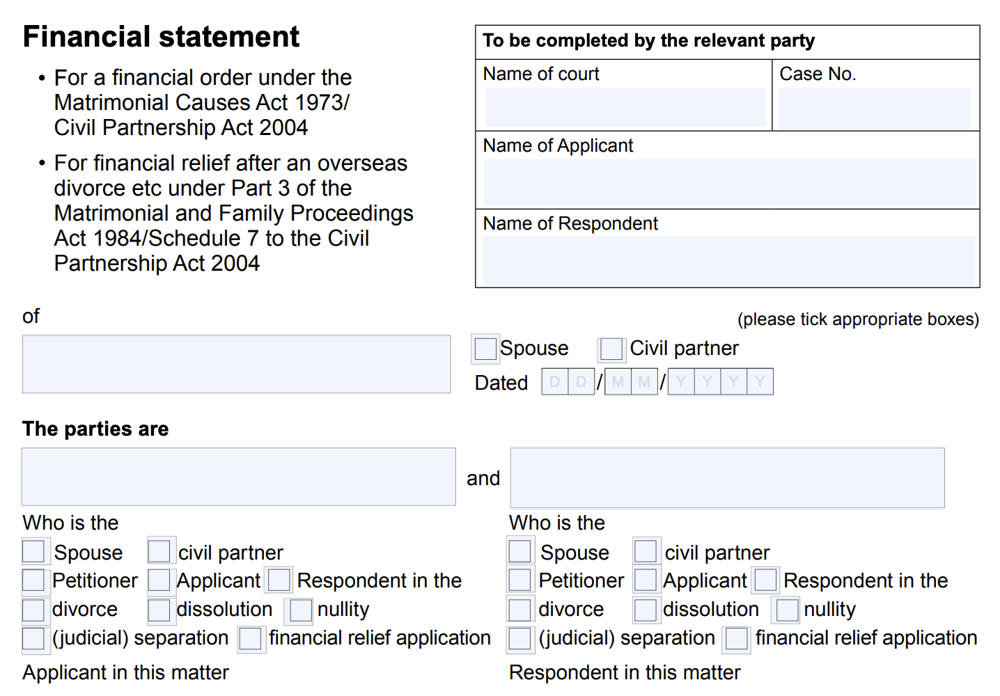 Financial statement
• For a financial order under the
Matrimonial Causes Act 1973/
Civil Partnership Act 2004
• For financial relief after an overseas
divorce etc under Part 3 of the
Matrimonial and Family Proceedings
Act 1984/Schedule 7 to the Civil
Partnership Act 2004
To be completed by the relevant party
Name of court
Case No.
Name of Applicant
Name of Respondent
of
(please tick appropriate boxes)
Spouse Civil partner
Dated D D / M M / Y Y Y Y
The parties are
and
Who is the
Spouse civil partner
Petitioner Applicant Respondent in the
divorce dissolution nullity
(judicial) separation financial relief application
Applicant in this matter
Who is the
Spouse civil partner
Petitioner Applicant Respondent in the
divorce dissolution nullity
(judicial) separation financial relief application
Respondent in this matter